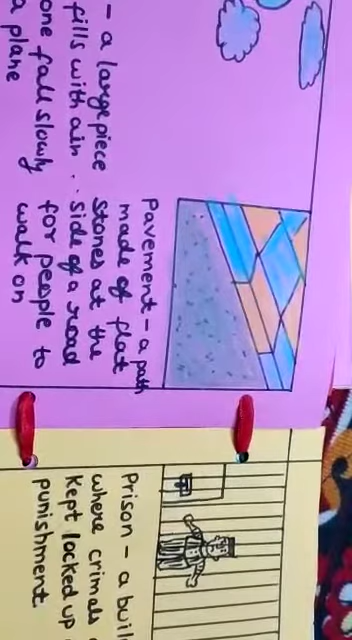 - a large piece
fills with air.
one fall slowly
a plane
Pavement - a path
made of flat
stones at the
side of a road
for people to
walk on
Prison - a buil
where crimals
kept locked up
punishment.